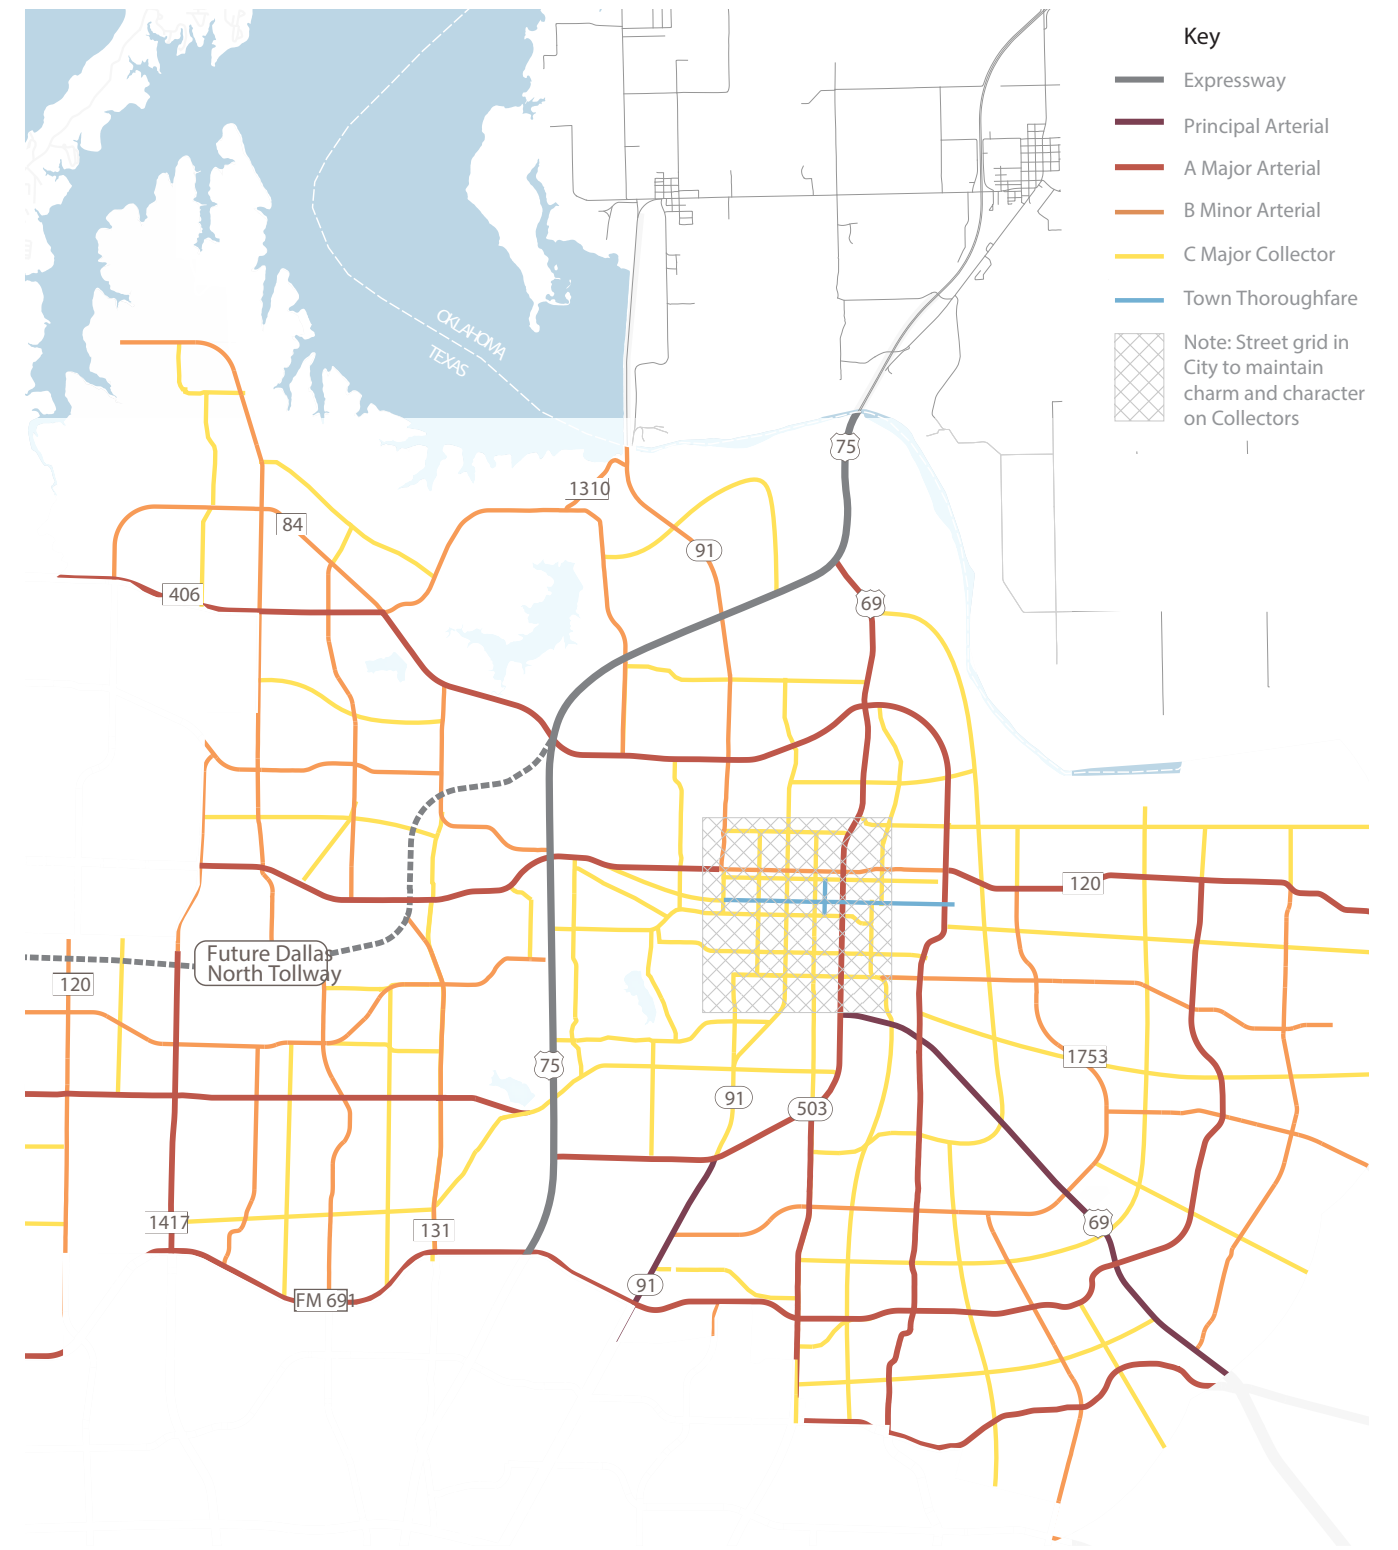 Key
Expressway
Principal Arterial
A Major Arterial
B Minor Arterial
C Major Collector
Town Thoroughfare
Note: Street grid in
City to maintain
charm and character
on Collectors
OKLAHOMA
TEXAS
75
1310
84
91
406
69
120
Future Dallas
North Tollway
120
75
1753
91
503
1417
131
69
91
FM 691